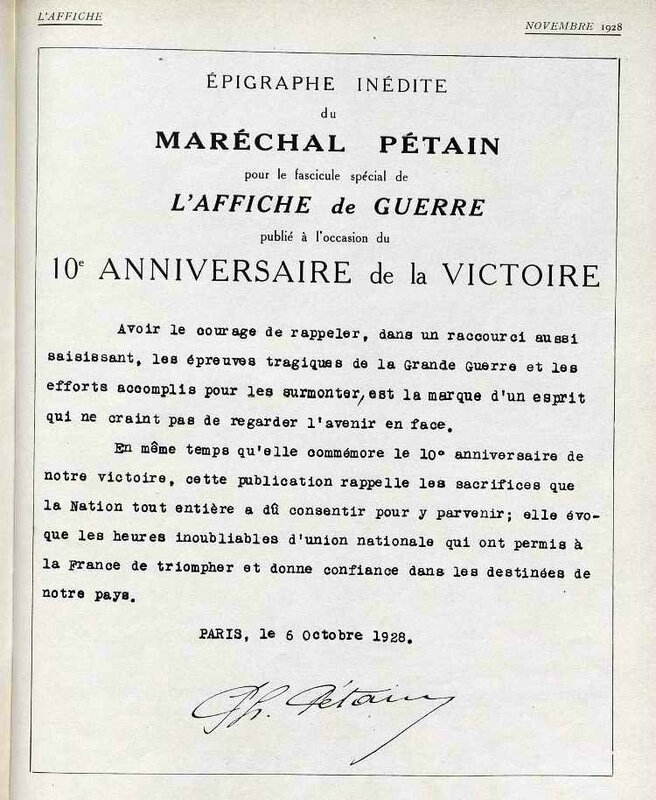 L'AFFICHE
NOVEMBRE 1928
ÉPIGRAPHE INÉDITE
du
MARÉCHAL PÉTAIN
pour le fascicule spécial de
L'AFFICHE de GUERRE
publié à l'occasion du
10e ANNIVERSAIRE de la VICTOIRE
Avoir le courage de rappeler, dans un raccourci aussi
saisissant, les épreuves tragiques de la Grande Guerre et les
efforts accomplis pour les surmonter, est la marque d'un esprit
qui ne craint pas de regarder l'avenir en face.
En même temps qu'elle commémore le 10e anniversaire de
notre victoire, cette publication rappelle les sacrifices que
la Nation tout entière a dû consentir pour y parvenir; elle évo-
que les heures inoubliables d'union nationale qui ont permis à
la France de triompher et donne confiance dans les destinées de
notre pays.
PARIS, le 6 Octobre 1928.
Ph. Pétain